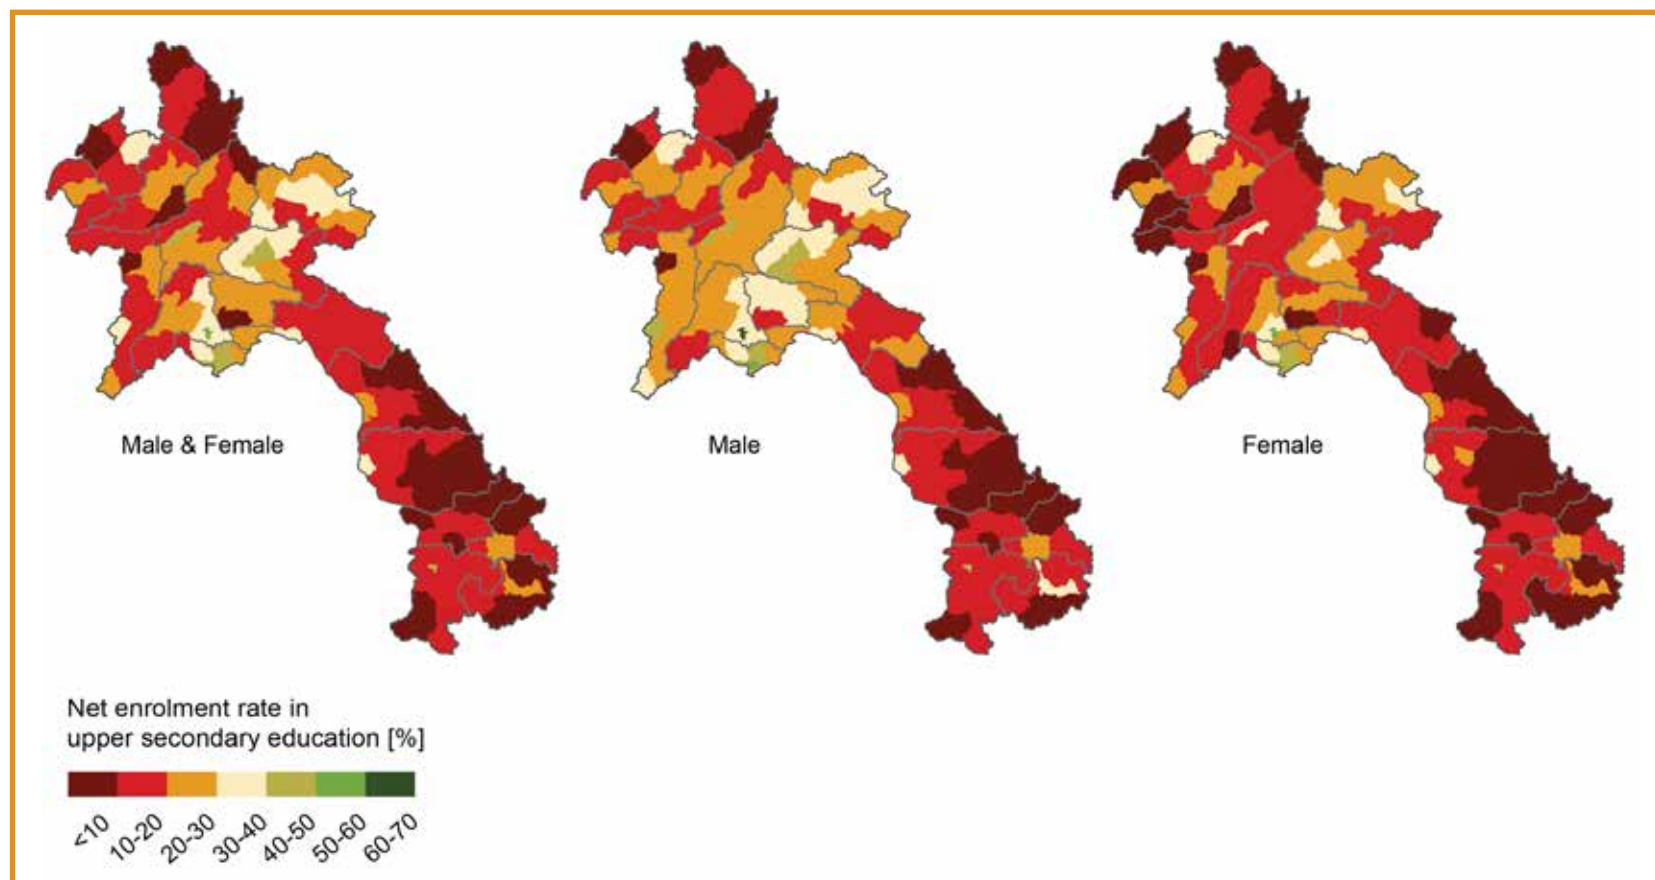 Male & Female
Male
Female
Net enrolment rate in
upper secondary education [%]
<10
10-20
20-30
30-40
40-50
50-60
60-70